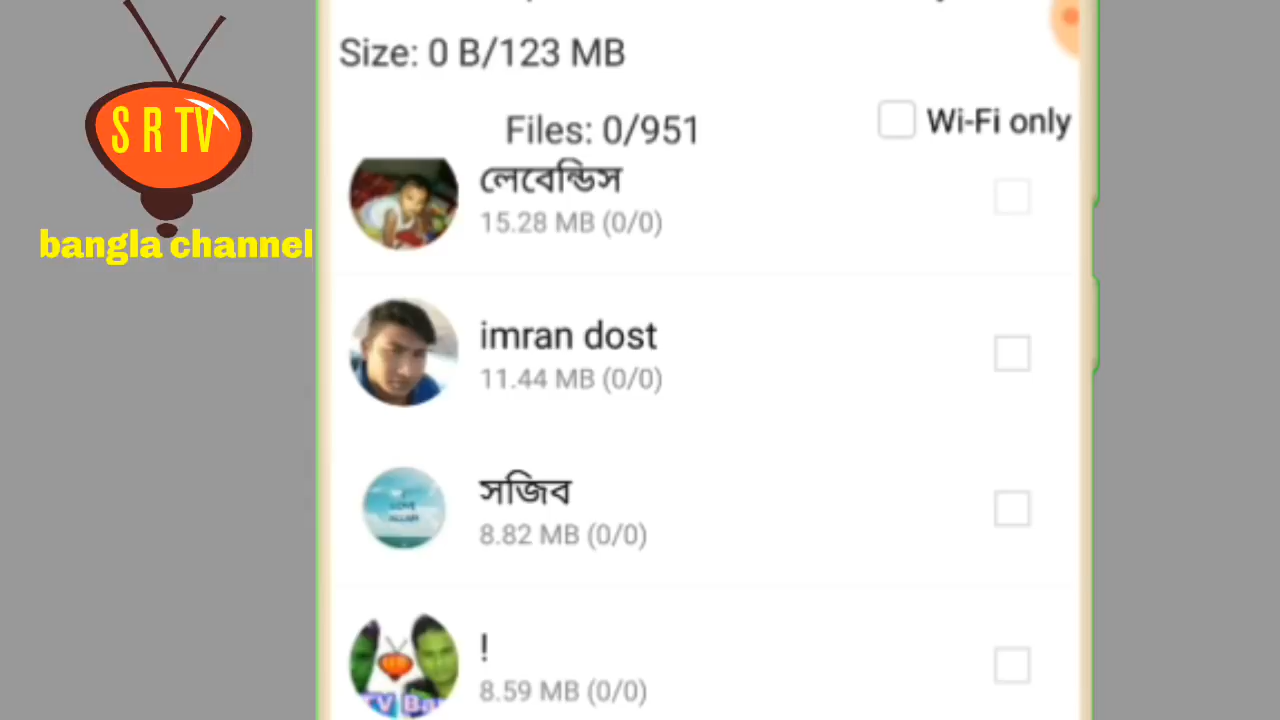 Size: 0 B/123 MB
Files: 0/951
Wi-Fi only
S R TV
bangla channel
লেবেন্ডিস
15.28 MB (0/0)
imran dost
11.44 MB (0/0)
সজিব
8.82 MB (0/0)
!
8.59 MB (0/0)